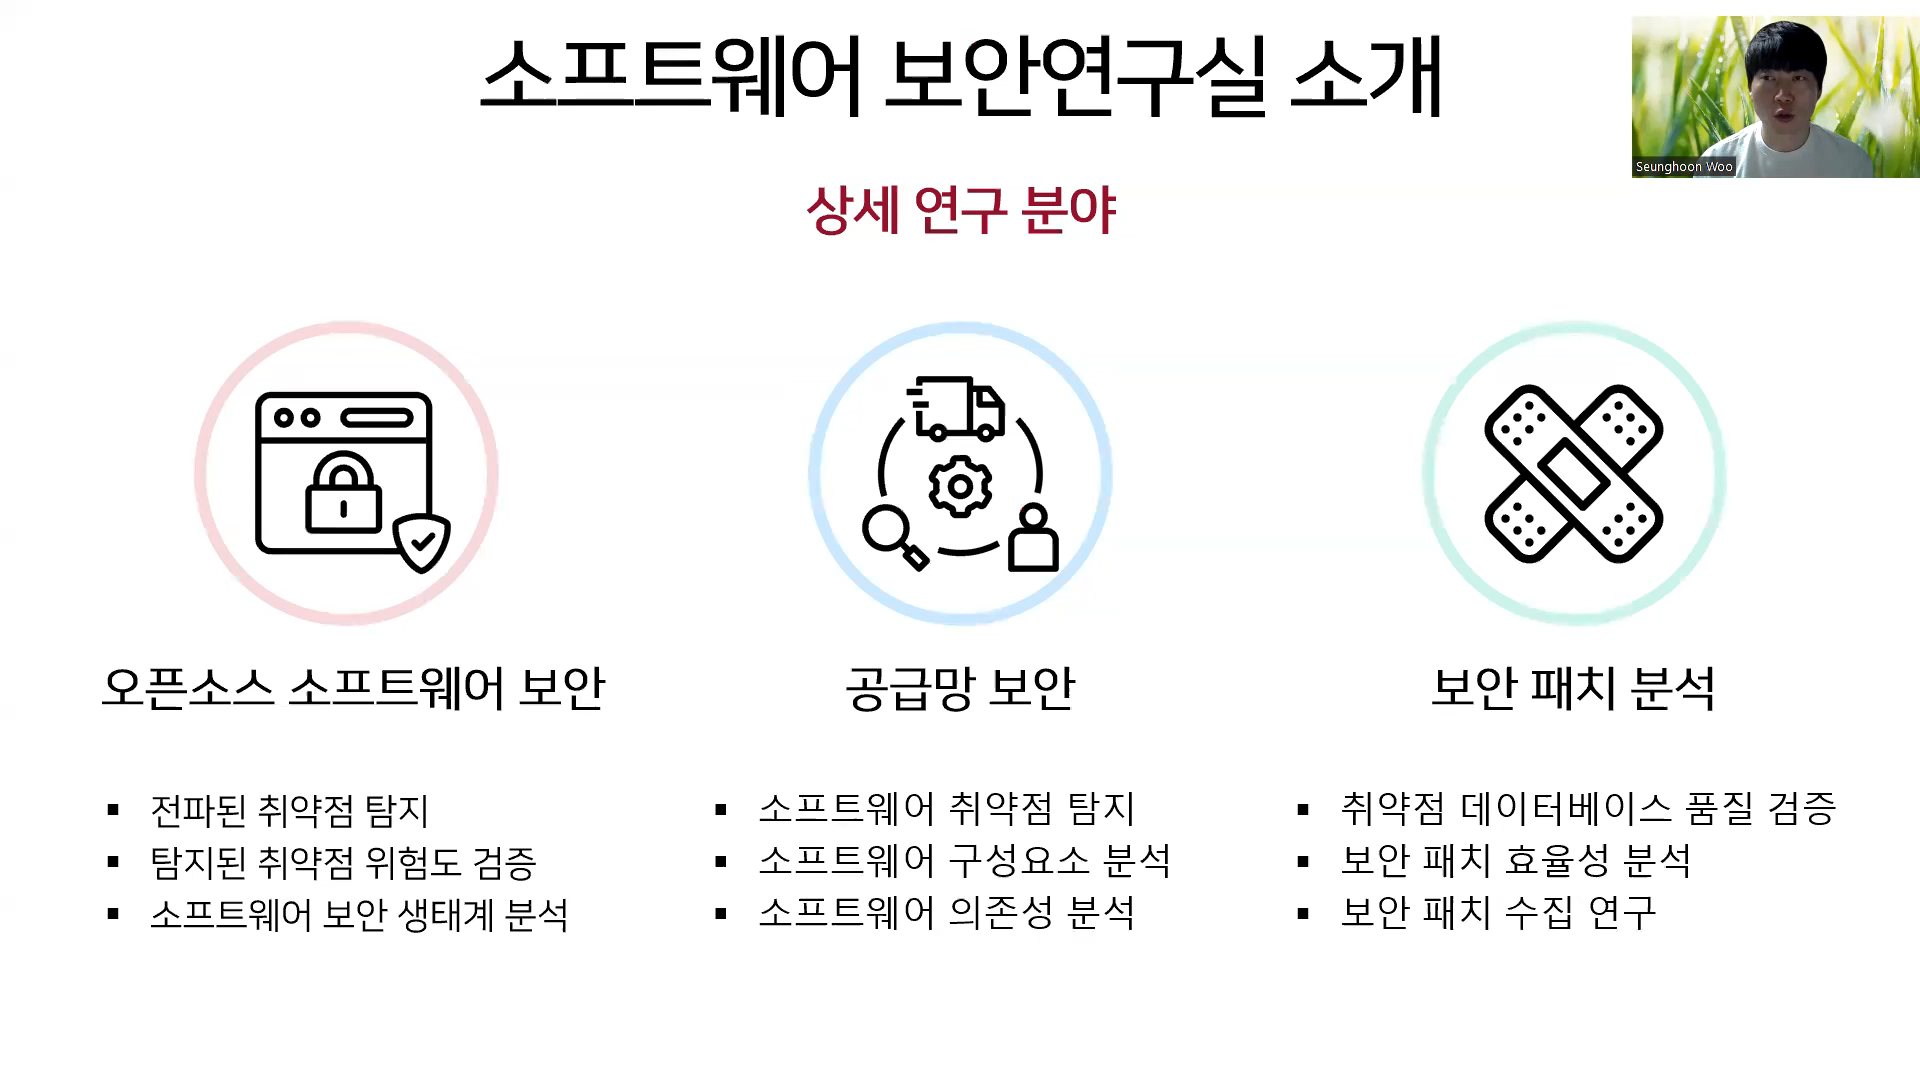 소프트웨어 보안연구실 소개
Seunghoon Woo
상세 연구 분야
오픈소스 소프트웨어 보안
▪ 전파된 취약점 탐지
▪ 탐지된 취약점 위험도 검증
▪ 소프트웨어 보안 생태계 분석
공급망 보안
▪ 소프트웨어 취약점 탐지
▪ 소프트웨어 구성요소 분석
▪ 소프트웨어 의존성 분석
보안 패치 분석
▪ 취약점 데이터베이스 품질 검증
▪ 보안 패치 효율성 분석
▪ 보안 패치 수집 연구